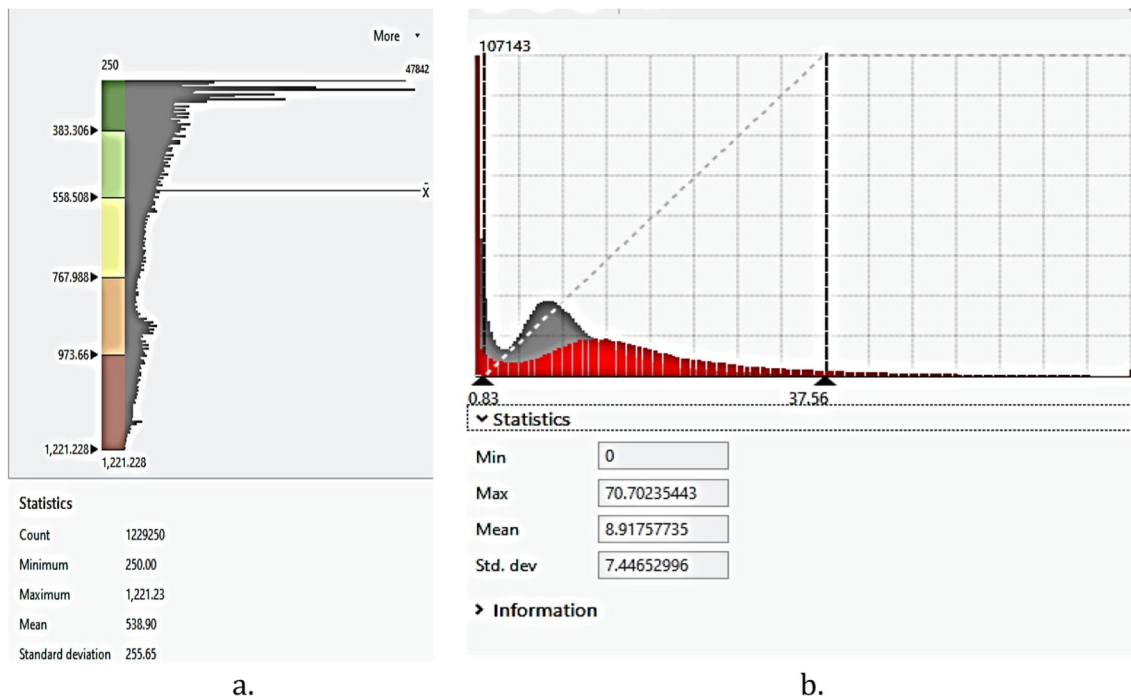 More
250
47842
383.306
558.508
x̄
767.988
973.66
1,221.228
1,221.228
Statistics
Count 1229250
Minimum 250.00
Maximum 1,221.23
Mean 538.90
Standard deviation 255.65
a.
107143
0.83
37.56
Statistics
Min 0
Max 70.70235443
Mean 8.91757735
Std. dev 7.44652996
Information
b.